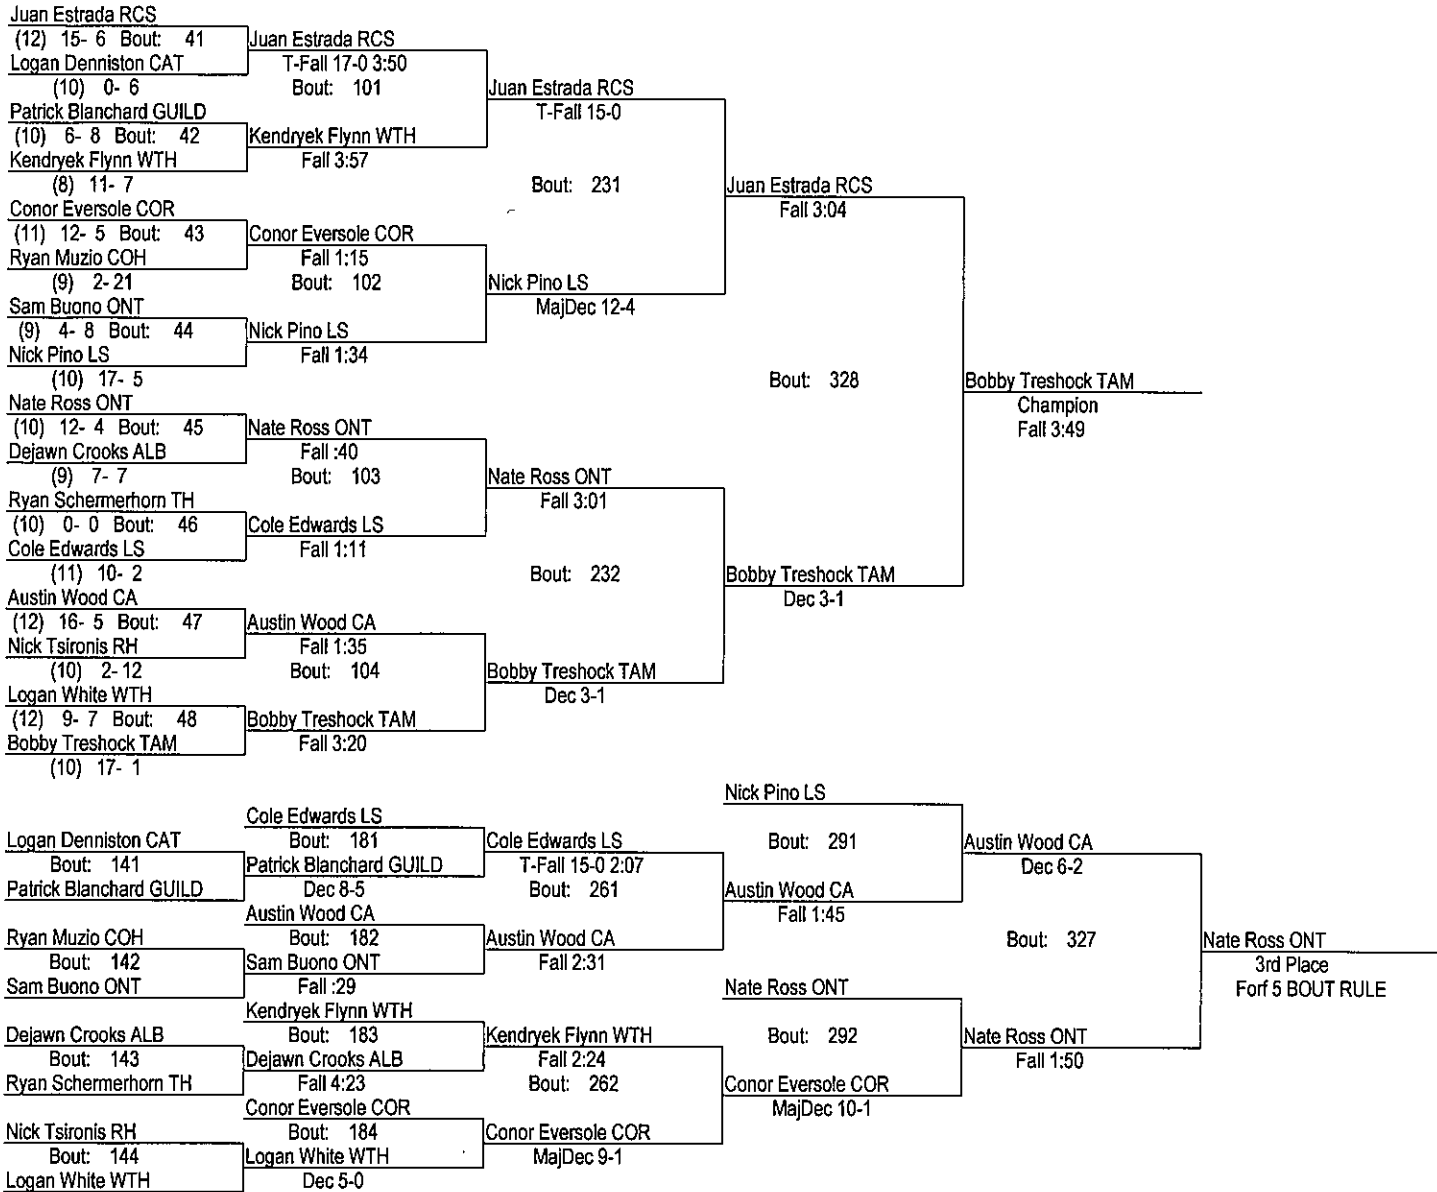 Juan Estrada RCS
(12) 15- 6 Bout: 41
Juan Estrada RCS
Logan Denniston CAT
T-Fall 17-0 3:50
(10) 0- 6
Bout: 101
Juan Estrada RCS
Patrick Blanchard GUILD
T-Fall 15-0
(10) 6- 8 Bout: 42
Kendryek Flynn WTH
Kendryek Flynn WTH
Fall 3:57
(8) 11- 7
Bout: 231
Juan Estrada RCS
Conor Eversole COR
Fall 3:04
(11) 12- 5 Bout: 43
Conor Eversole COR
Ryan Muzio COH
Fall 1:15
(9) 2- 21
Bout: 102
Nick Pino LS
Sam Buono ONT
MajDec 12-4
(9) 4- 8 Bout: 44
Nick Pino LS
Nick Pino LS
Fall 1:34
(10) 17- 5
Bout: 328
Bobby Treshock TAM
Nate Ross ONT
Champion
(10) 12- 4 Bout: 45
Nate Ross ONT
Fall 3:49
Dejawn Crooks ALB
Fall :40
(9) 7- 7
Bout: 103
Nate Ross ONT
Ryan Schermerhorn TH
Fall 3:01
(10) 0- 0 Bout: 46
Cole Edwards LS
Cole Edwards LS
Fall 1:11
(11) 10- 2
Bout: 232
Bobby Treshock TAM
Austin Wood CA
Dec 3-1
(12) 16- 5 Bout: 47
Austin Wood CA
Nick Tsironis RH
Fall 1:35
(10) 2- 12
Bout: 104
Bobby Treshock TAM
Logan White WTH
Dec 3-1
(12) 9- 7 Bout: 48
Bobby Treshock TAM
Bobby Treshock TAM
Fall 3:20
(10) 17- 1
Nick Pino LS
Cole Edwards LS
Logan Denniston CAT
Bout: 181
Cole Edwards LS
Bout: 291
Austin Wood CA
Bout: 141
Patrick Blanchard GUILD
T-Fall 15-0 2:07
Dec 6-2
Patrick Blanchard GUILD
Dec 8-5
Bout: 261
Austin Wood CA
Austin Wood CA
Fall 1:45
Ryan Muzio COH
Bout: 182
Austin Wood CA
Bout: 327
Nate Ross ONT
Bout: 142
Sam Buono ONT
Fall 2:31
3rd Place
Sam Buono ONT
Fall :29
Nate Ross ONT
Forf 5 BOUT RULE
Kendryek Flynn WTH
Dejawn Crooks ALB
Bout: 183
Kendryek Flynn WTH
Bout: 292
Nate Ross ONT
Bout: 143
Dejawn Crooks ALB
Fall 2:24
Fall 1:50
Ryan Schermerhorn TH
Fall 4:23
Bout: 262
Conor Eversole COR
Conor Eversole COR
MajDec 10-1
Nick Tsironis RH
Bout: 184
Conor Eversole COR
Bout: 144
Logan White WTH
MajDec 9-1
Logan White WTH
Dec 5-0